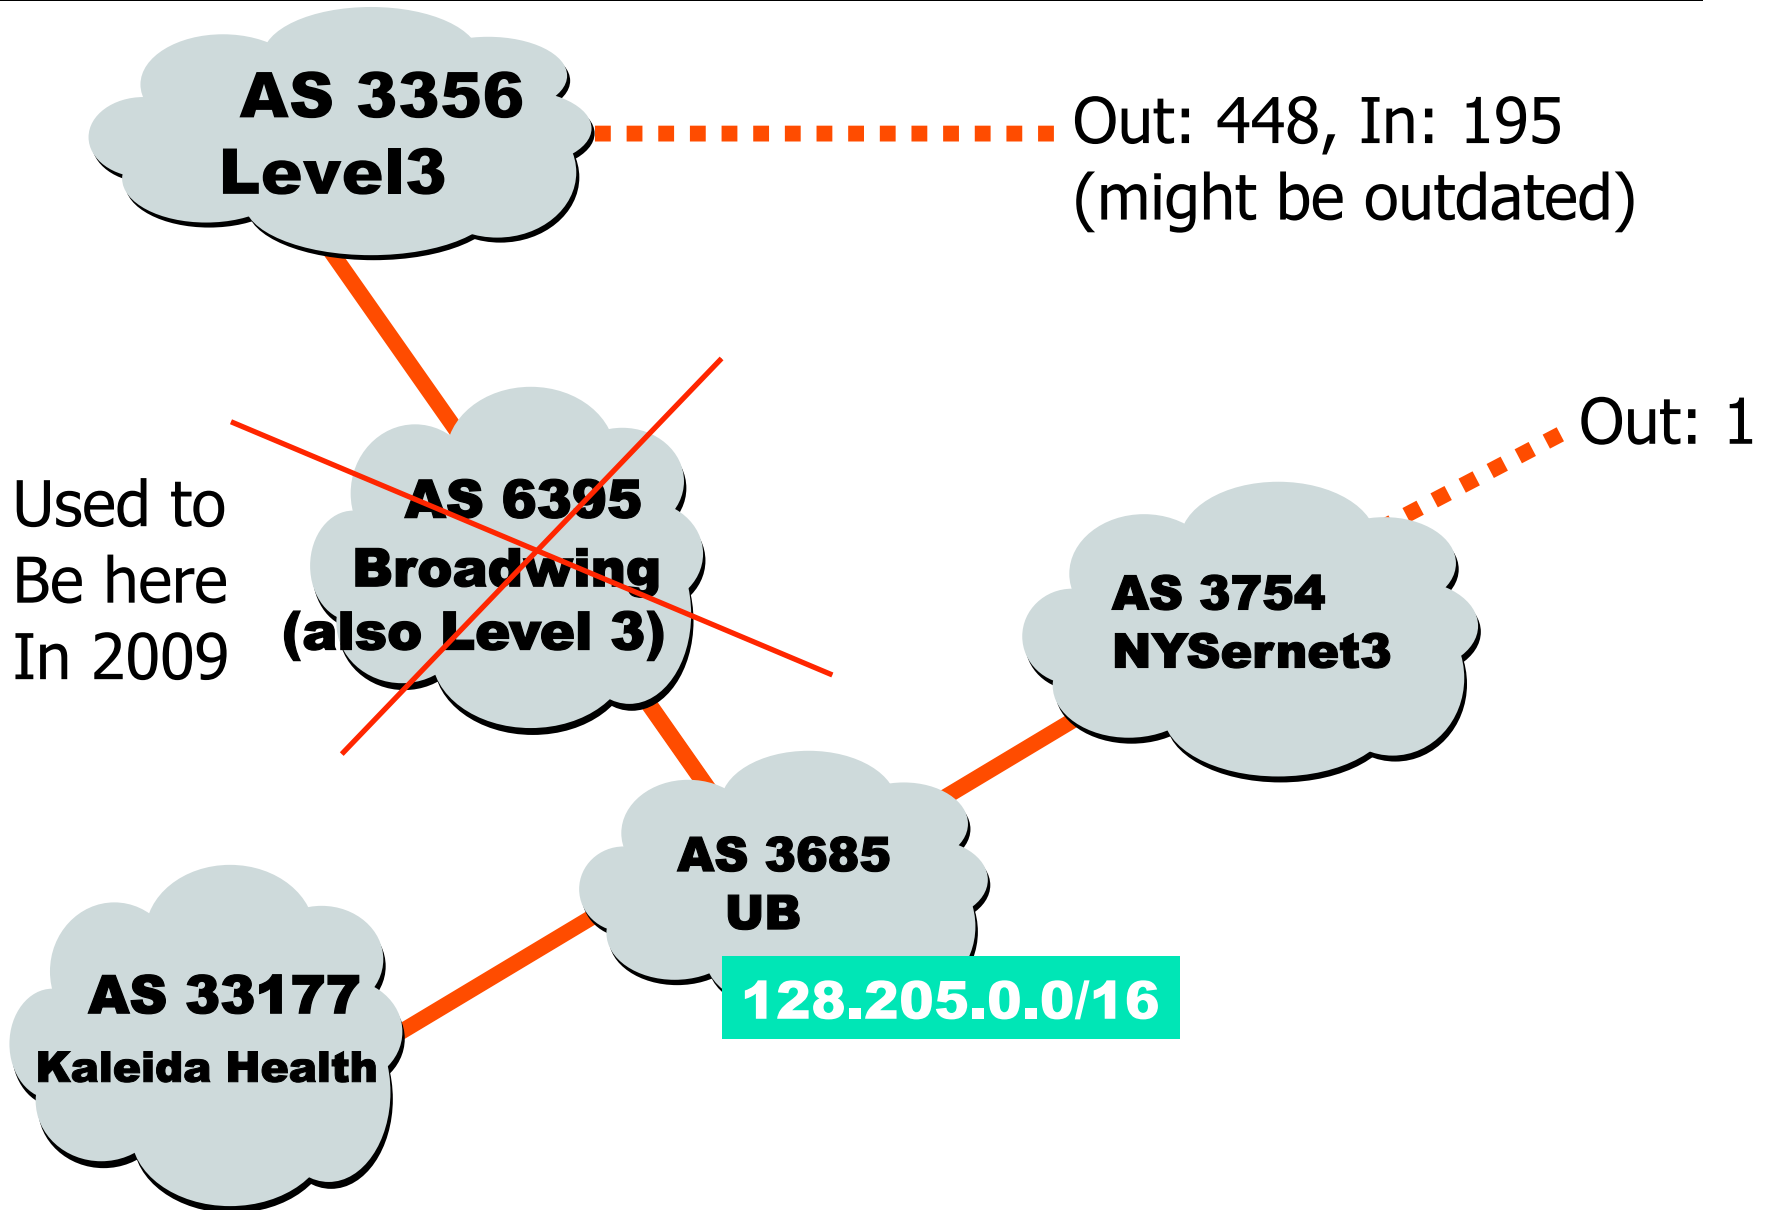 AS 3356
Level3
Out: 448, In: 195
(might be outdated)
Out: 1
Used to
Be here
In 2009
AS 6395
Broadwing
(also Level 3)
AS 3754
NYSernet3
AS 3685
UB
128.205.0.0/16
AS 33177
Kaleida Health